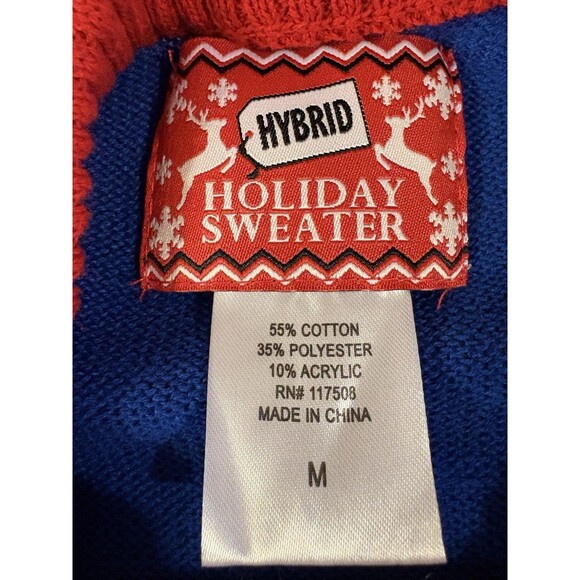 HYBRID
HOLIDAY
SWEATER
55% COTTON
35% POLYESTER
10% ACRYLIC
RN# 117508
MADE IN CHINA
M